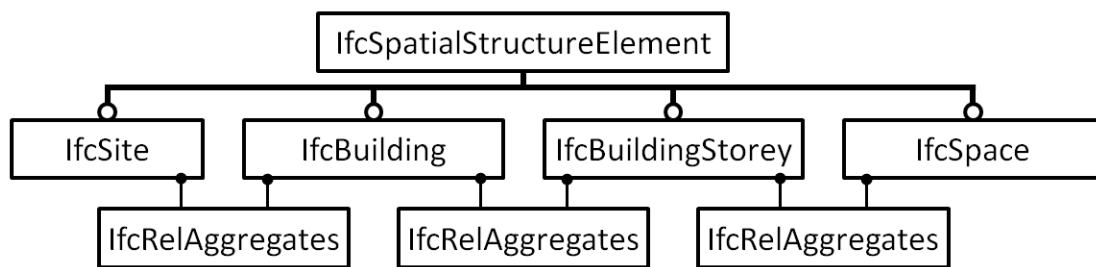 IfcSpatialStructureElement
IfcSite
IfcBuilding
IfcBuildingStorey
IfcSpace
IfcRelAggregates
IfcRelAggregates
IfcRelAggregates